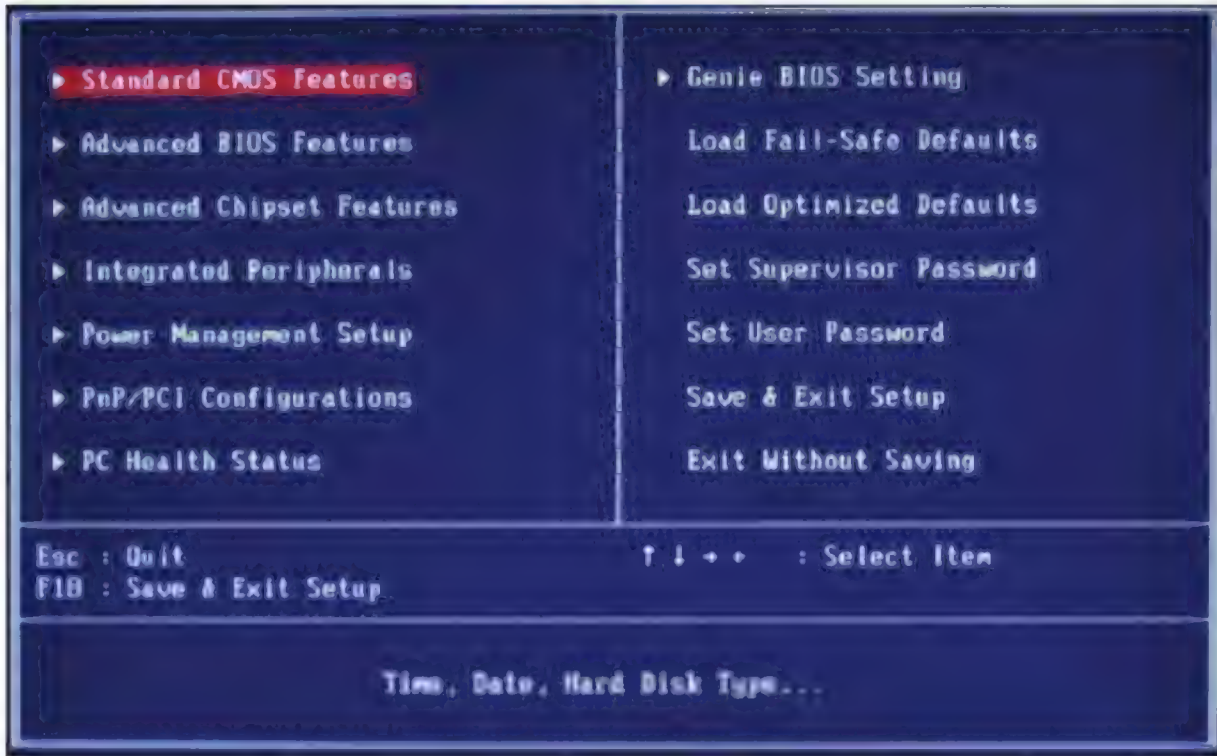 ▶ Standard CMOS Features
▶ Advanced BIOS Features
▶ Advanced Chipset Features
▶ Integrated Peripherals
▶ Power Management Setup
▶ PnP/PCI Configurations
▶ PC Health Status
▶ Genie BIOS Setting
Load Fail-Safe Defaults
Load Optimized Defaults
Set Supervisor Password
Set User Password
Save & Exit Setup
Exit Without Saving
Esc : Quit
F10 : Save & Exit Setup
↑ ↓ → ← : Select Item
Time, Date, Hard Disk Type...